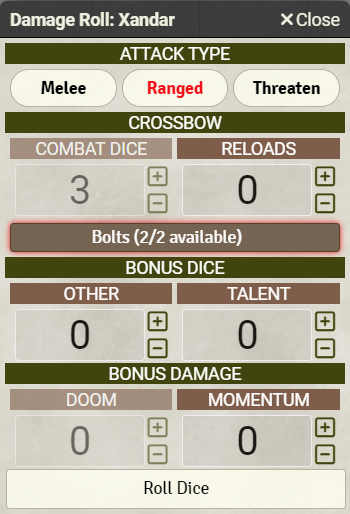 Damage Roll: Xandar ×Close
ATTACK TYPE
Melee Ranged Threaten
CROSSBOW
COMBAT DICE RELOADS
3 + − 0 + −
Bolts (2/2 available)
BONUS DICE
OTHER TALENT
0 + − 0 + −
BONUS DAMAGE
DOOM MOMENTUM
0 + − 0 + −
Roll Dice